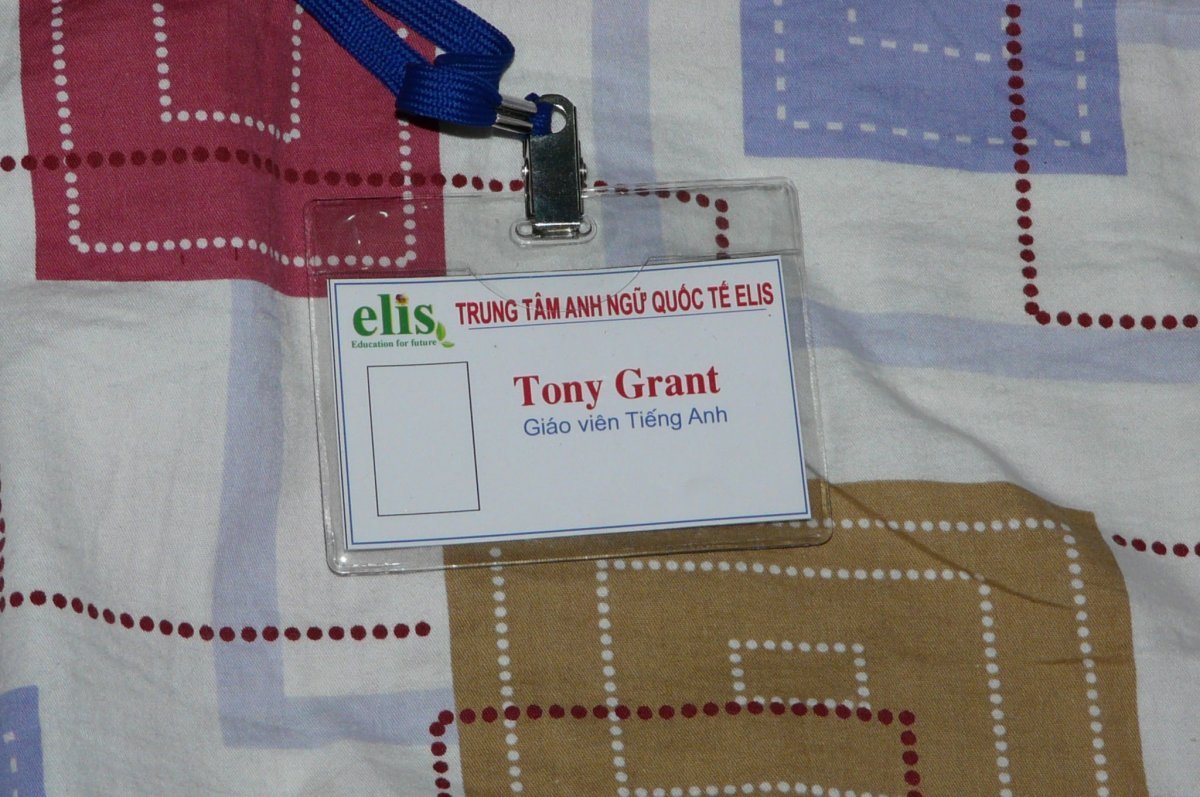 elis
Education for future
TRUNG TÂM ANH NGỮ QUỐC TẾ ELIS
Tony Grant
Giáo viên Tiếng Anh